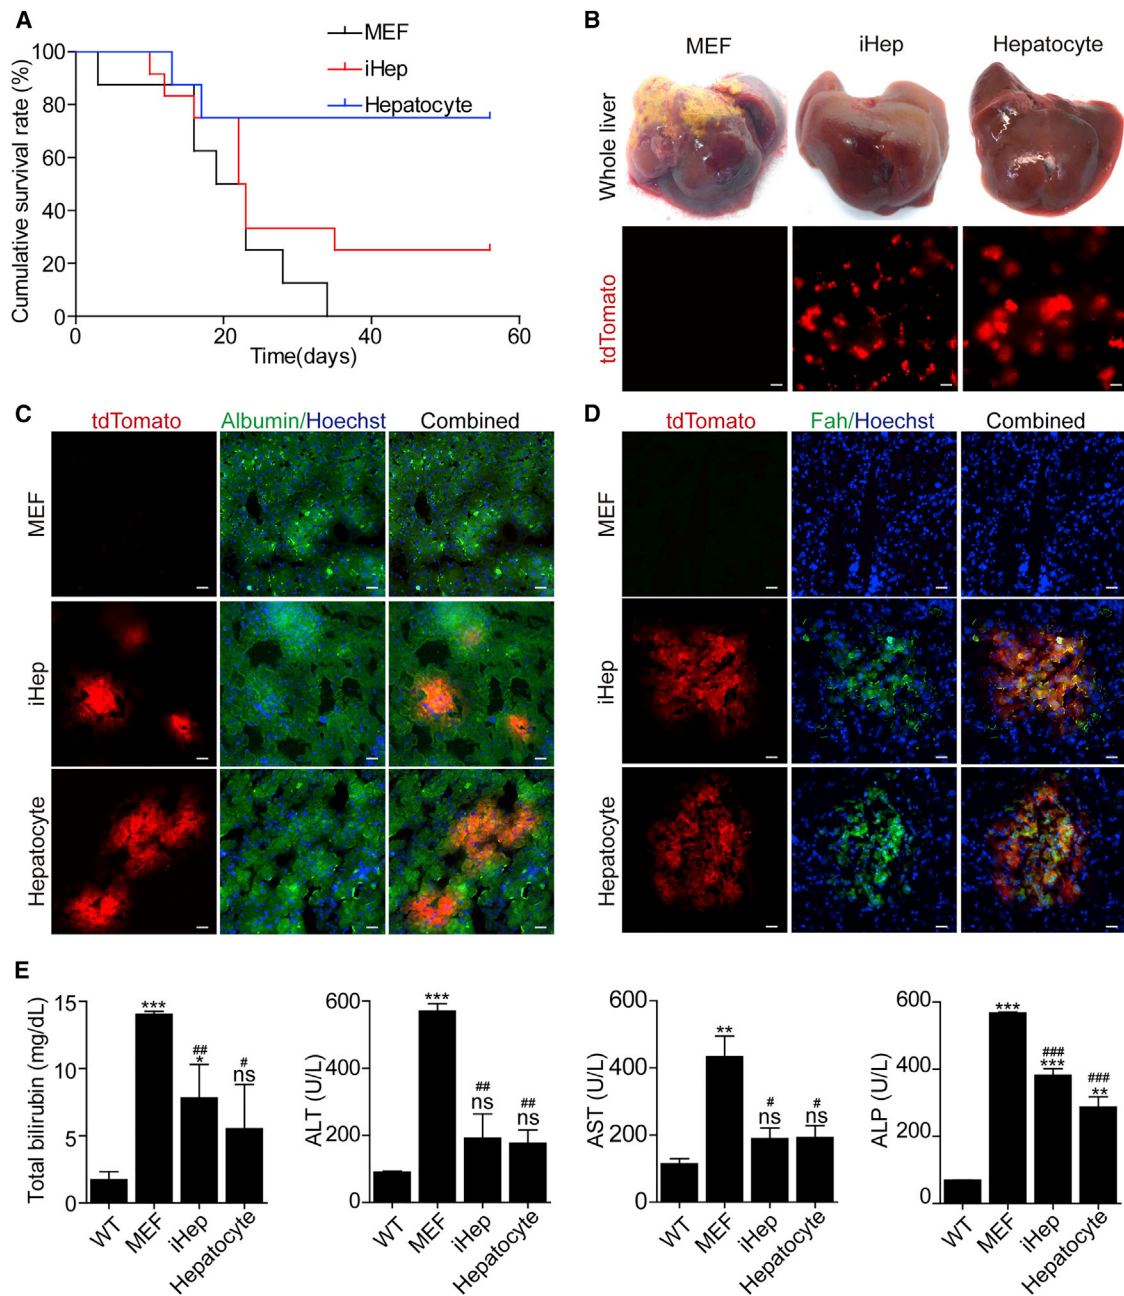 A
MEF
iHep
Hepatocyte
Cumulative survival rate (%)
100
80
60
40
20
0
0 20 40 60
Time(days)
B
MEF iHep Hepatocyte
Whole liver
tdTomato
C
tdTomato Albumin/Hoechst Combined
MEF
iHep
Hepatocyte
D
tdTomato Fah/Hoechst Combined
MEF
iHep
Hepatocyte
E
Total bilirubin (mg/dL)
15
10
5
0
***
##
*
#
ns
WT MEF iHep Hepatocyte
ALT (U/L)
600
400
200
0
***
##
ns
##
ns
WT MEF iHep Hepatocyte
AST (U/L)
600
400
200
0
**
#
ns
#
ns
WT MEF iHep Hepatocyte
ALP (U/L)
600
400
200
0
***
###
***
###
**
WT MEF iHep Hepatocyte